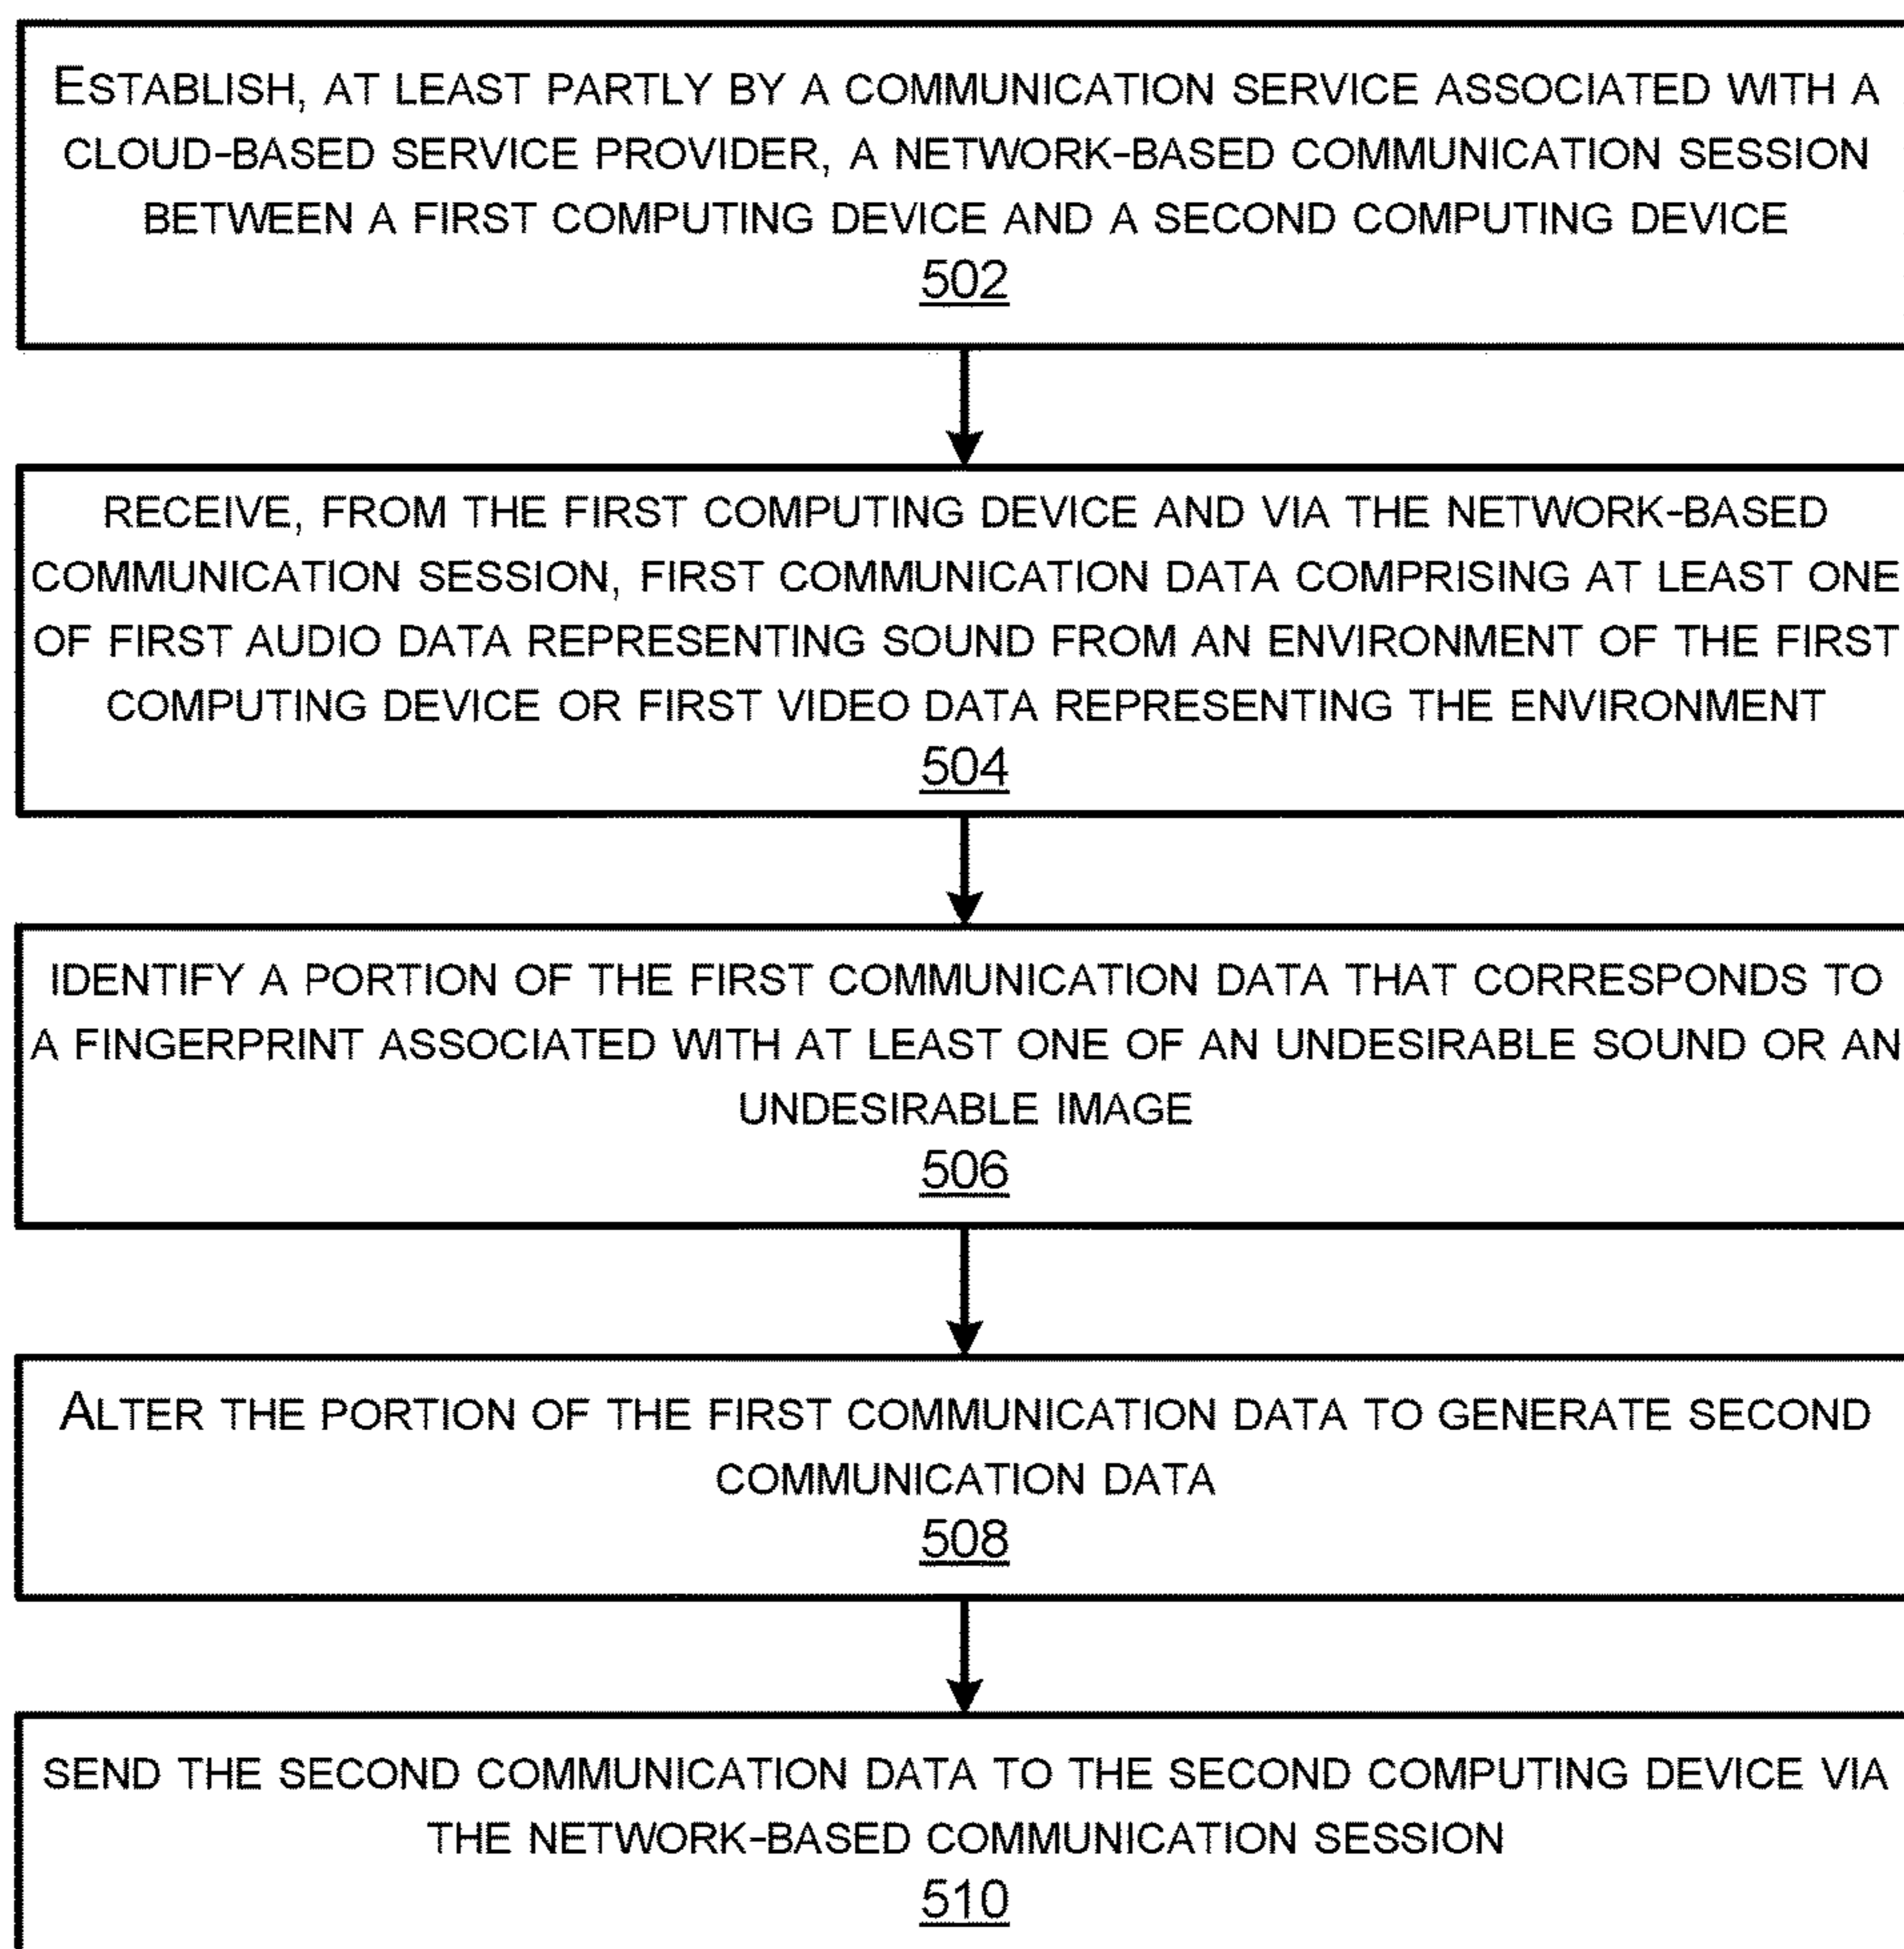 ESTABLISH, AT LEAST PARTLY BY A COMMUNICATION SERVICE ASSOCIATED WITH A
CLOUD-BASED SERVICE PROVIDER, A NETWORK-BASED COMMUNICATION SESSION
BETWEEN A FIRST COMPUTING DEVICE AND A SECOND COMPUTING DEVICE
502
RECEIVE, FROM THE FIRST COMPUTING DEVICE AND VIA THE NETWORK-BASED
COMMUNICATION SESSION, FIRST COMMUNICATION DATA COMPRISING AT LEAST ONE
OF FIRST AUDIO DATA REPRESENTING SOUND FROM AN ENVIRONMENT OF THE FIRST
COMPUTING DEVICE OR FIRST VIDEO DATA REPRESENTING THE ENVIRONMENT
504
IDENTIFY A PORTION OF THE FIRST COMMUNICATION DATA THAT CORRESPONDS TO
A FINGERPRINT ASSOCIATED WITH AT LEAST ONE OF AN UNDESIRABLE SOUND OR AN
UNDESIRABLE IMAGE
506
ALTER THE PORTION OF THE FIRST COMMUNICATION DATA TO GENERATE SECOND
COMMUNICATION DATA
508
SEND THE SECOND COMMUNICATION DATA TO THE SECOND COMPUTING DEVICE VIA
THE NETWORK-BASED COMMUNICATION SESSION
510